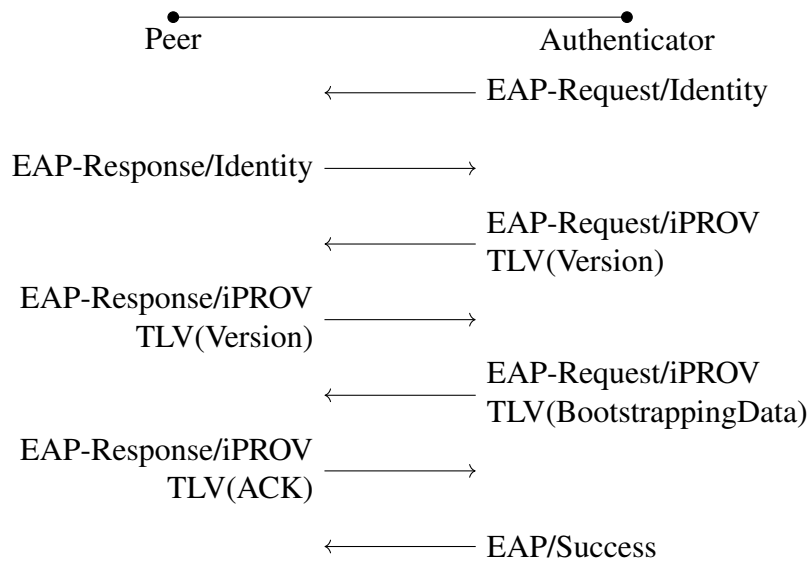 Peer
Authenticator
EAP-Request/Identity
EAP-Response/Identity
EAP-Request/iPROV
TLV(Version)
EAP-Response/iPROV
TLV(Version)
EAP-Request/iPROV
TLV(BootstrappingData)
EAP-Response/iPROV
TLV(ACK)
EAP/Success